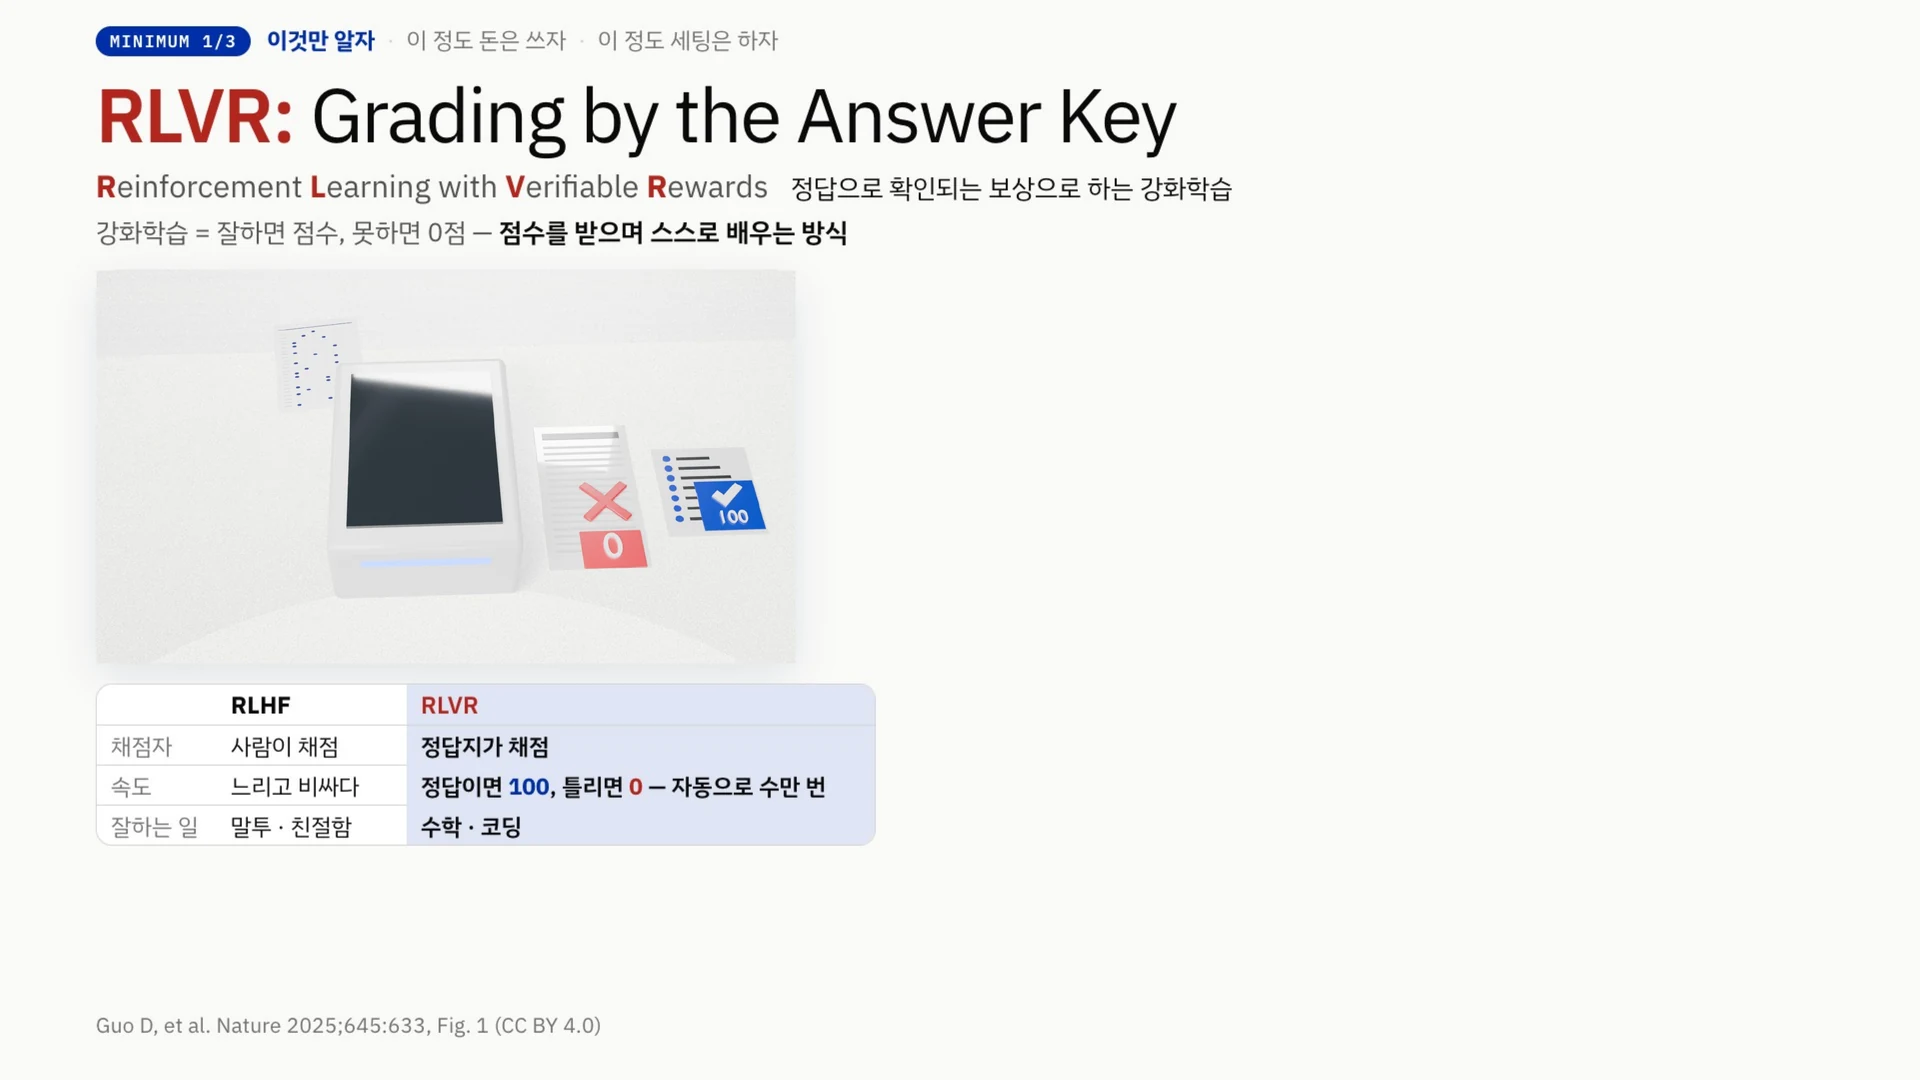 MINIMUM 1/3 이것만 알자 · 이 정도 돈은 쓰자 · 이 정도 세팅은 하자
RLVR: Grading by the Answer Key
Reinforcement Learning with Verifiable Rewards 정답으로 확인되는 보상으로 하는 강화학습
강화학습 = 잘하면 점수, 못하면 0점 — 점수를 받으며 스스로 배우는 방식
0
100
RLHF RLVR
채점자 사람이 채점 정답지가 채점
속도 느리고 비싸다 정답이면 100, 틀리면 0 — 자동으로 수만 번
잘하는 일 말투 · 친절함 수학 · 코딩
Guo D, et al. Nature 2025;645:633, Fig. 1 (CC BY 4.0)